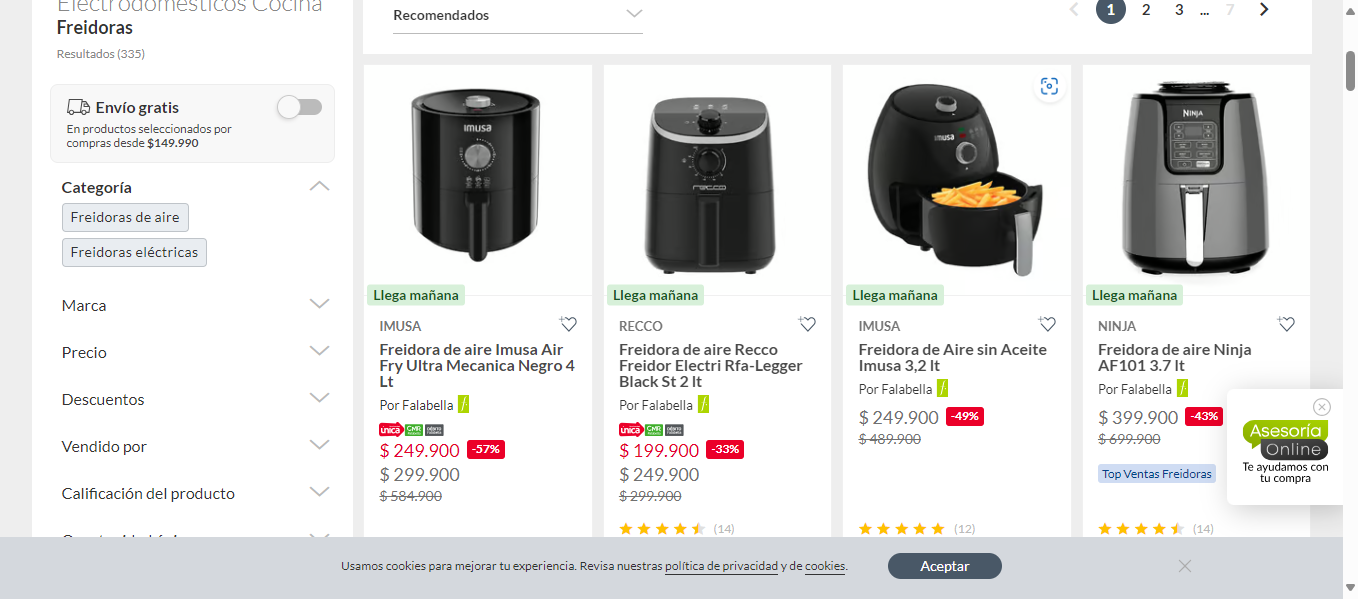 Electrodomésticos Cocina
Freidoras
Resultados (335)
Envío gratis
En productos seleccionados por
compras desde $149.990
Categoría
Freidoras de aire
Freidoras eléctricas
Marca
Precio
Descuentos
Vendido por
Calificación del producto
Recomendados
1 2 3 ... 7
IMUSA
Llega mañana
IMUSA
Freidora de aire Imusa Air
Fry Ultra Mecanica Negro 4
Lt
Por Falabella
única CMR
$ 249.900 -57%
$ 299.900
$ 584.900
RECCO
Llega mañana
RECCO
Freidora de aire Recco
Freidor Electri Rfa-Legger
Black St 2 lt
Por Falabella
única CMR
$ 199.900 -33%
$ 249.900
$ 299.900
(14)
IMUSA
Llega mañana
IMUSA
Freidora de Aire sin Aceite
Imusa 3,2 lt
Por Falabella
$ 249.900 -49%
$ 489.900
(12)
NINJA
Llega mañana
NINJA
Freidora de aire Ninja
AF101 3.7 lt
Por Falabella
$ 399.900 -43%
$ 699.900
Top Ventas Freidoras
(14)
Asesoría
Online
Te ayudamos con
tu compra
Usamos cookies para mejorar tu experiencia. Revisa nuestras política de privacidad y de cookies.
Aceptar